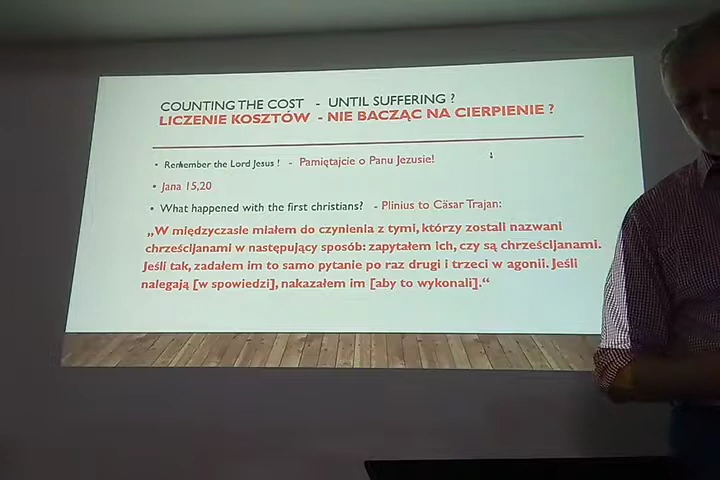 COUNTING THE COST - UNTIL SUFFERING ?
LICZENIE KOSZTÓW - NIE BACZĄC NA CIERPIENIE ?
• Remember the Lord Jesus ! - Pamiętajcie o Panu Jezusie!
• Jana 15,20
• What happened with the first christians? - Plinius to Cäsar Trajan:
„W międzyczasie miałem do czynienia z tymi, którzy zostali nazwani
chrześcijanami w następujący sposób: zapytałem ich, czy są chrześcijanami.
Jeśli tak, zadałem im to samo pytanie po raz drugi i trzeci w agonii. Jeśli
nalegają [w spowiedzi], nakazałem im [aby to wykonali].“